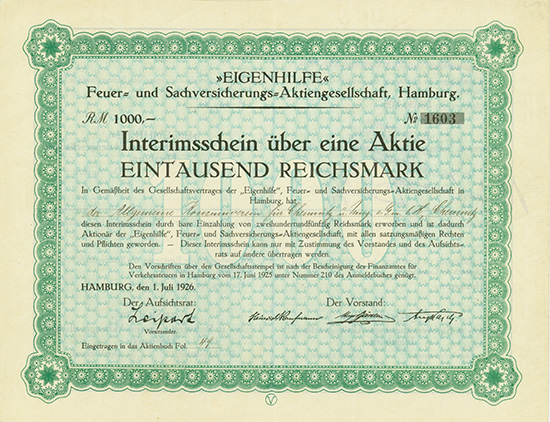 »EIGENHILFE«
Feuer- und Sachversicherungs-Aktiengesellschaft, Hamburg.
RM 1000,— № 1603
Interimsschein über eine Aktie
EINTAUSEND REICHSMARK
In Gemäßheit des Gesellschaftsvertrages der „Eigenhilfe", Feuer- und Sachversicherungs-Aktiengesellschaft in
Hamburg, hat
der Allgemeine Konsumverein für Chemnitz u. Umg. Chemnitz
diesen Interimsschein durch bare Einzahlung von zweihundertfünfzig Reichsmark erworben und ist dadurch
Aktionär der „Eigenhilfe", Feuer- und Sachversicherungs-Aktiengesellschaft, mit allen satzungsmäßigen Rechten
und Pflichten geworden. — Dieser Interimsschein kann nur mit Zustimmung des Vorstandes und des Aufsichts-
rats auf andere übertragen werden.
Den Vorschriften über den Gesellschaftsstempel ist nach der Bescheinigung des Finanzamtes für
Verkehrssteuern in Hamburg vom 17. Juni 1925 unter Nummer 210 des Anmeldebuches genügt.
HAMBURG, den 1. Juli 1926.
Der Aufsichtsrat: Der Vorstand:
Vorsitzender.
Eingetragen in das Aktienbuch Fol. 49
1000